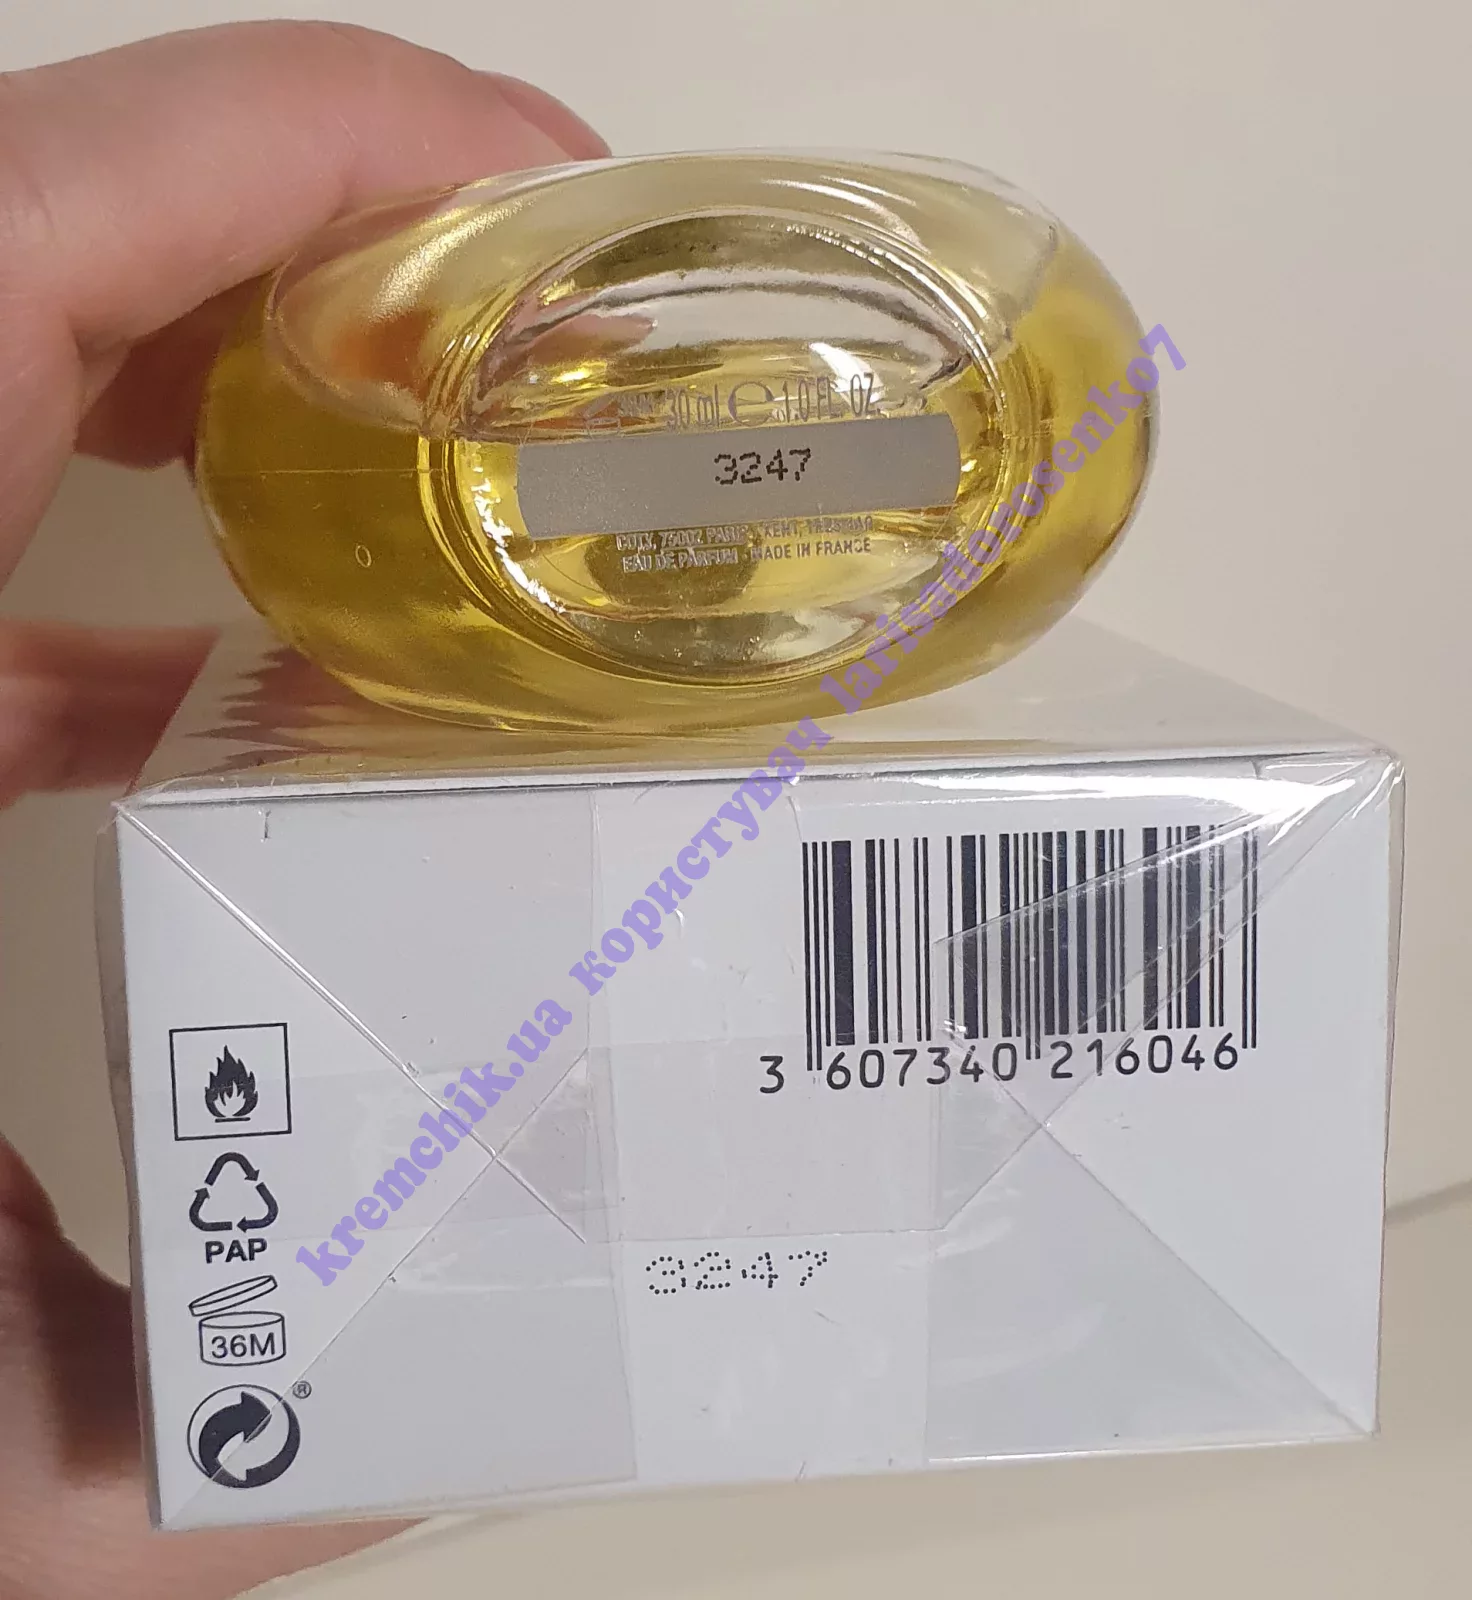 30 ml e 1.0 FL. OZ.
3247
COTY, 75002 PARIS - KENT,
EAU DE PARFUM - MADE IN FRANCE
kremchik.ua користувач larisadorosenko7
3 607340 216046
PAP
3247
36M
®